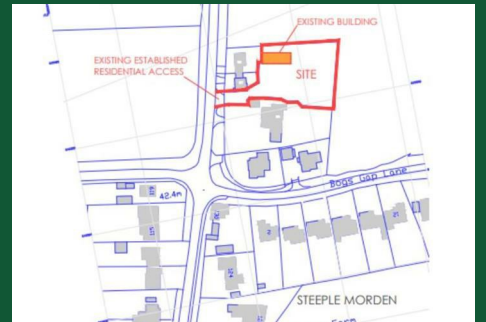 EXISTING BUILDING
EXISTING ESTABLISHED
RESIDENTIAL ACCESS
SITE
Bogs Gap Lane
42.4m
STEEPLE MORDEN